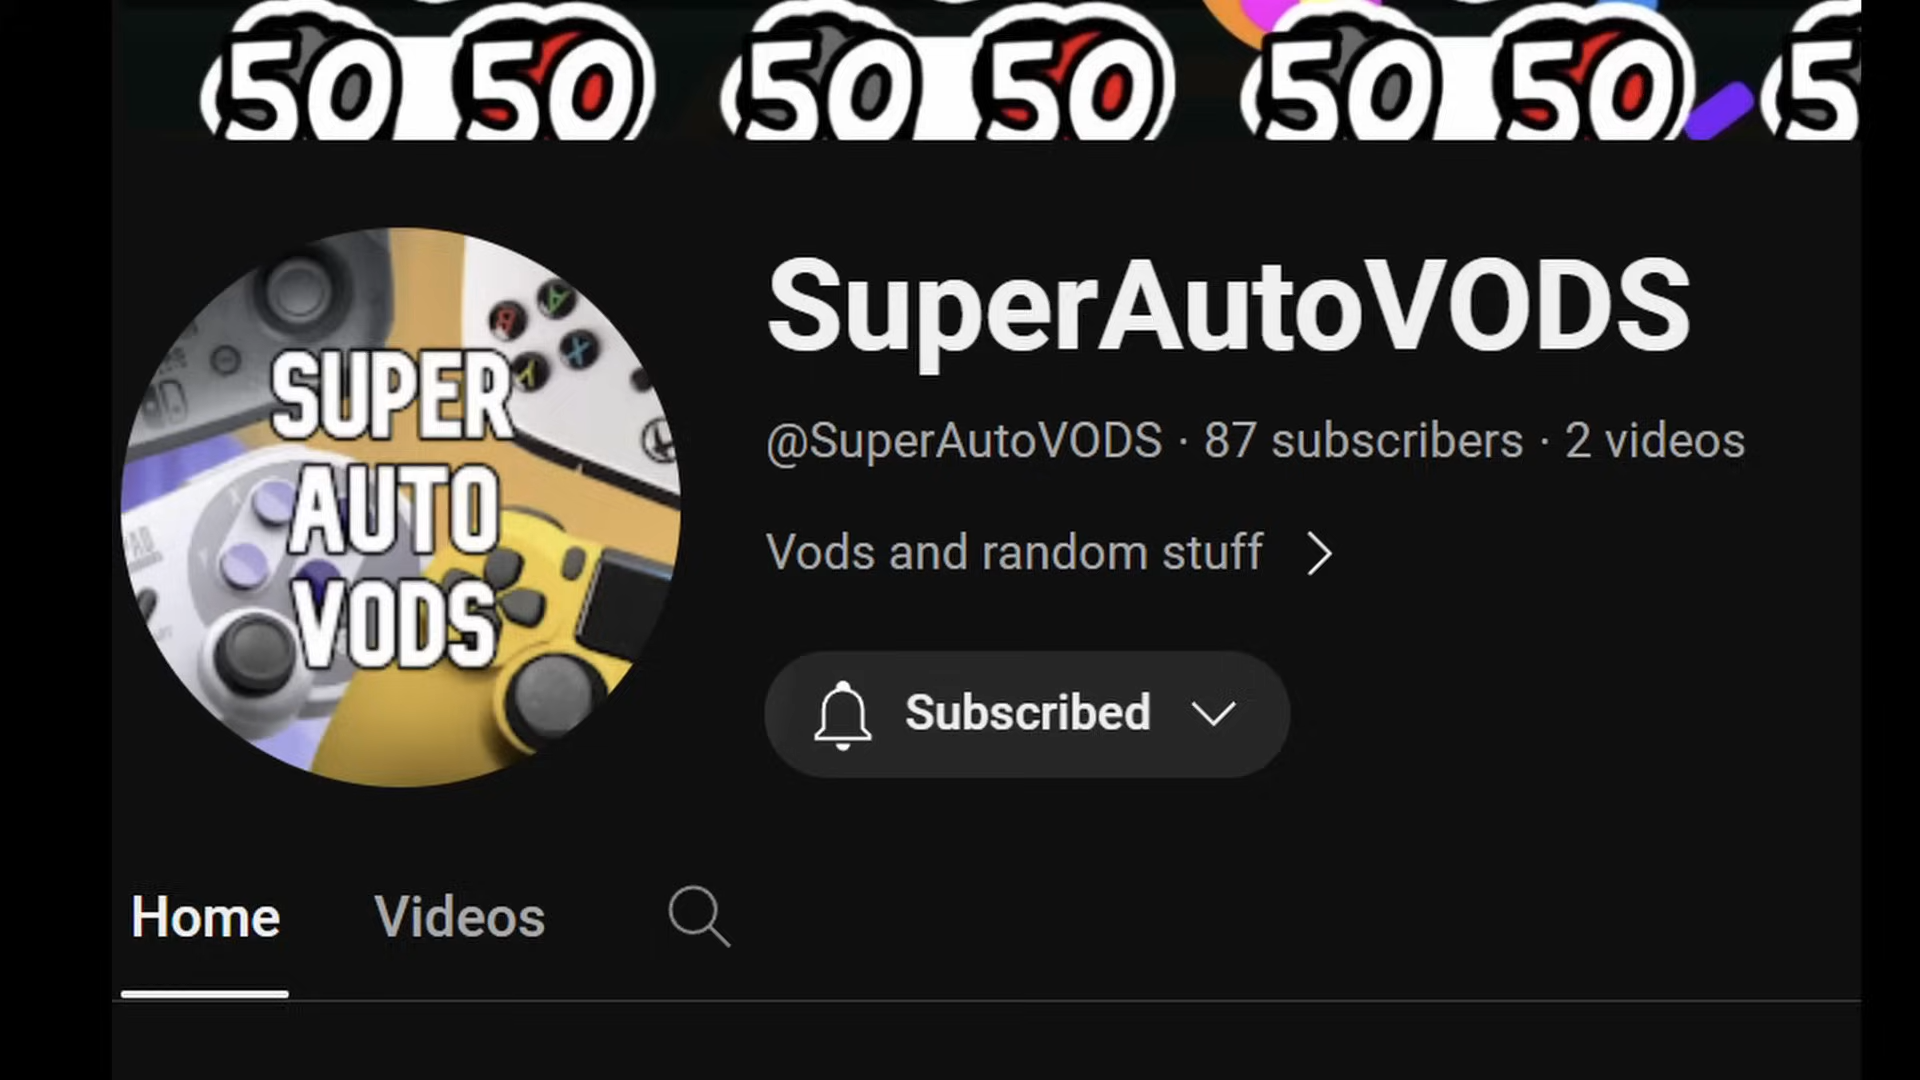 50 50 50 50 50 50 5
SUPER
AUTO
VODS
SuperAutoVODS
@SuperAutoVODS · 87 subscribers · 2 videos
Vods and random stuff
Subscribed
Home Videos